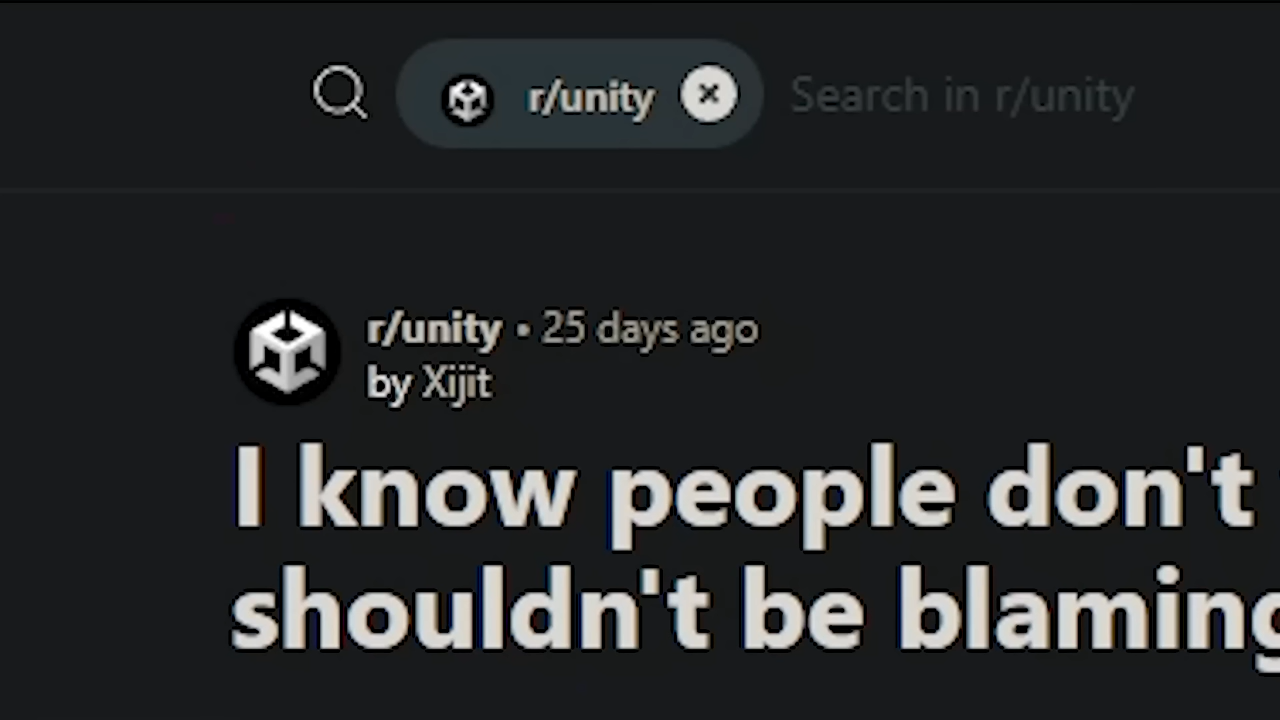 r/unity Search in r/unity
r/unity • 25 days ago
by Xijit
I know people don't
shouldn't be blaming